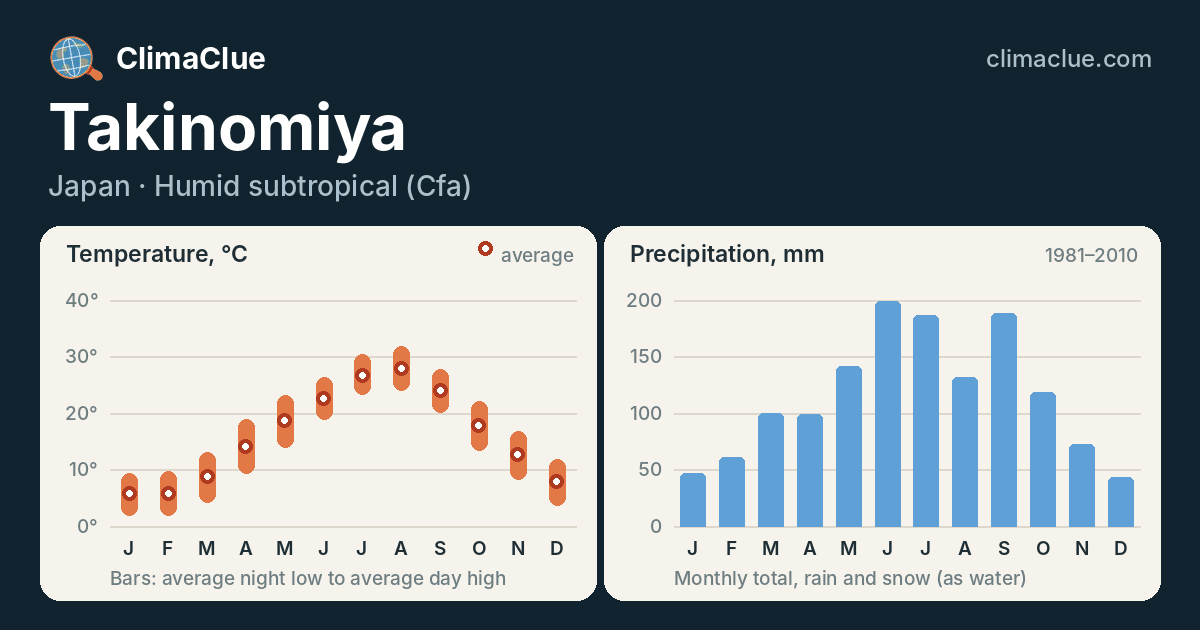 ClimaClue
climaclue.com
Takinomiya
Japan · Humid subtropical (Cfa)
Temperature, °C
average
40°
30°
20°
10°
0°
J F M A M J J A S O N D
Bars: average night low to average day high
Precipitation, mm
1981–2010
200
150
100
50
0
J F M A M J J A S O N D
Monthly total, rain and snow (as water)